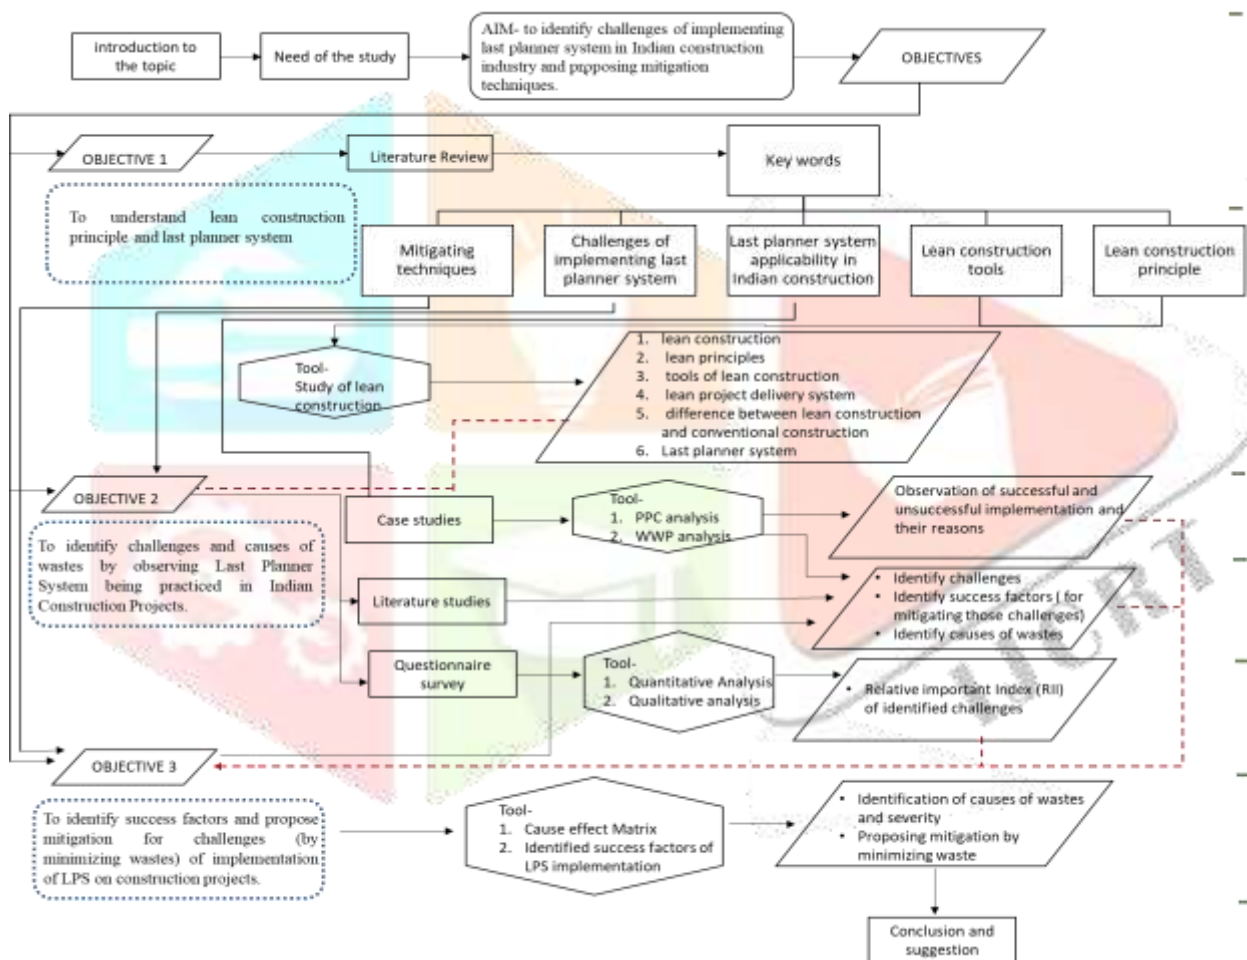 Introduction to
the topic
Need of the study
AIM- to identify challenges of implementing
last planner system in Indian construction
industry and proposing mitigation
techniques.
OBJECTIVES
OBJECTIVE 1
Literature Review
Key words
To understand lean construction
principle and last planner system
Mitigating
techniques
Challenges of
implementing last
planner system
Last planner system
applicability in
Indian construction
Lean construction
tools
Lean construction
principle
Tool-
Study of lean
construction
1. lean construction
2. lean principles
3. tools of lean construction
4. lean project delivery system
5. difference between lean construction
and conventional construction
6. Last planner system
OBJECTIVE 2
Case studies
Tool-
1. PPC analysis
2. WWP analysis
Observation of successful and
unsuccessful implementation and
their reasons
To identify challenges and causes of
wastes by observing Last Planner
System being practiced in Indian
Construction Projects.
Literature studies
• Identify challenges
• Identify success factors ( for
mitigating those challenges)
• Identify causes of wastes
Questionnaire
survey
Tool-
1. Quantitative Analysis
2. Qualitative analysis
• Relative important Index (RII)
of identified challenges
IJCRT
OBJECTIVE 3
To identify success factors and propose
mitigation for challenges (by
minimizing wastes) of implementation
of LPS on construction projects.
Tool-
1. Cause effect Matrix
2. Identified success factors of
LPS implementation
• Identification of causes of wastes
and severity
• Proposing mitigation by
minimizing waste
Conclusion and
suggestion